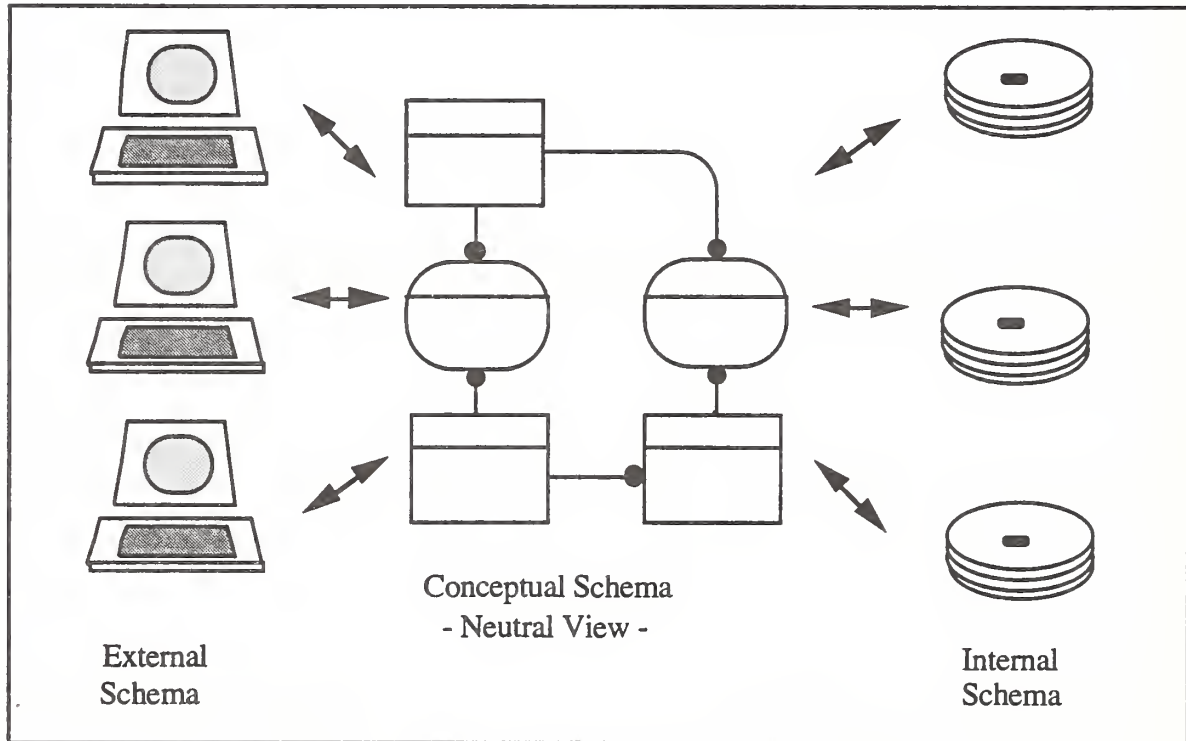 Conceptual Schema
- Neutral View -
External
Schema
Internal
Schema